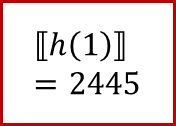 ⟦ℎ(1)⟧
= 2445